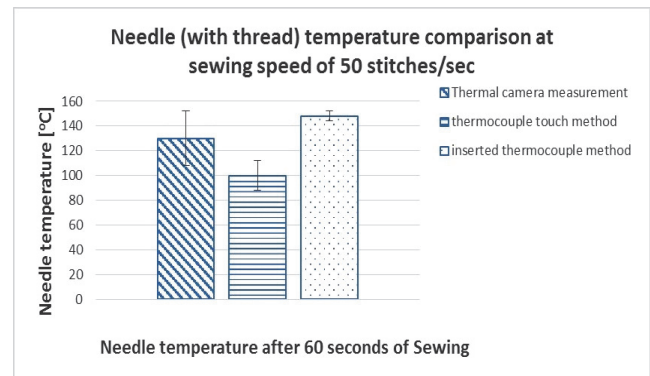 Needle (with thread) temperature comparison at
sewing speed of 50 stitches/sec
Needle temperature [°C]
160
140
120
100
80
60
40
20
0
Thermal camera measurement
thermocouple touch method
inserted thermocouple method
Needle temperature after 60 seconds of Sewing